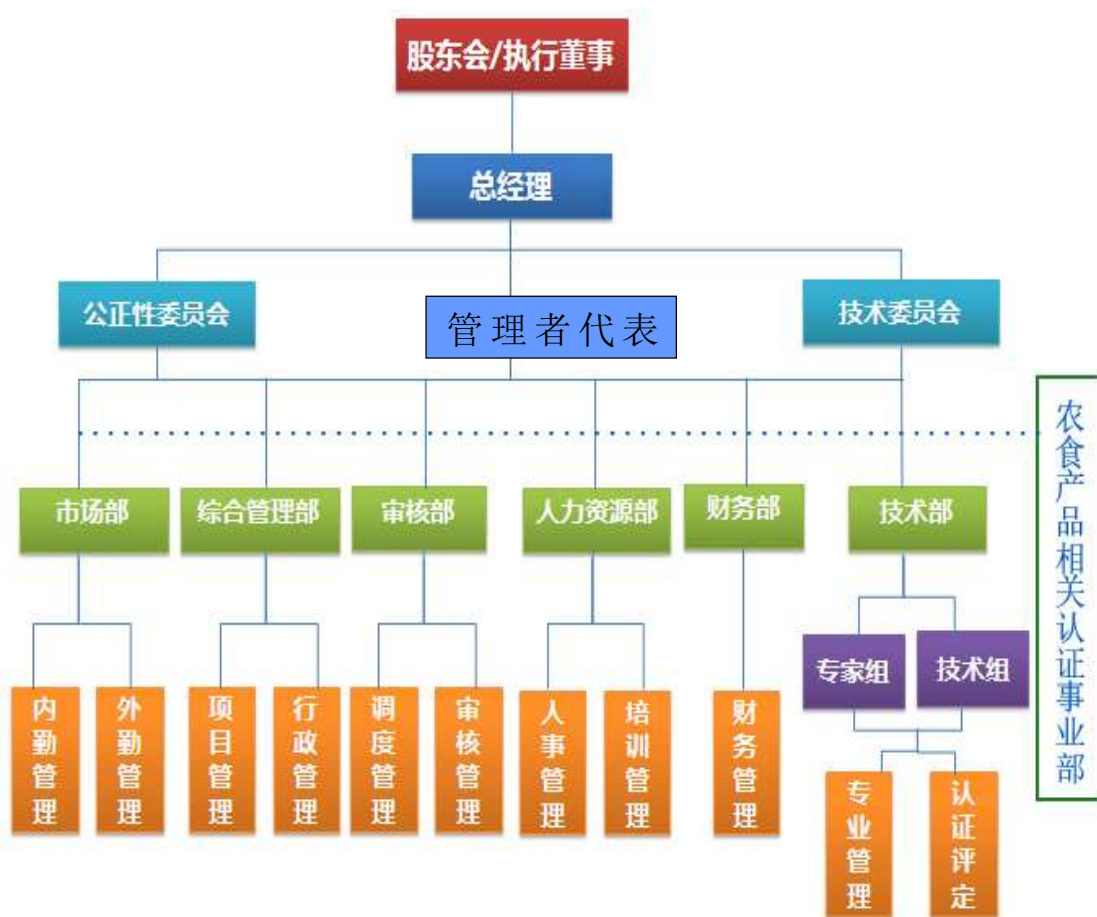 股东会/执行董事
总经理
公正性委员会
管理者代表
技术委员会
农食产品相关认证事业部
市场部
综合管理部
审核部
人力资源部
财务部
技术部
专家组
技术组
内勤管理
外勤管理
项目管理
行政管理
调度管理
审核管理
人事管理
培训管理
财务管理
专业管理
认证评定